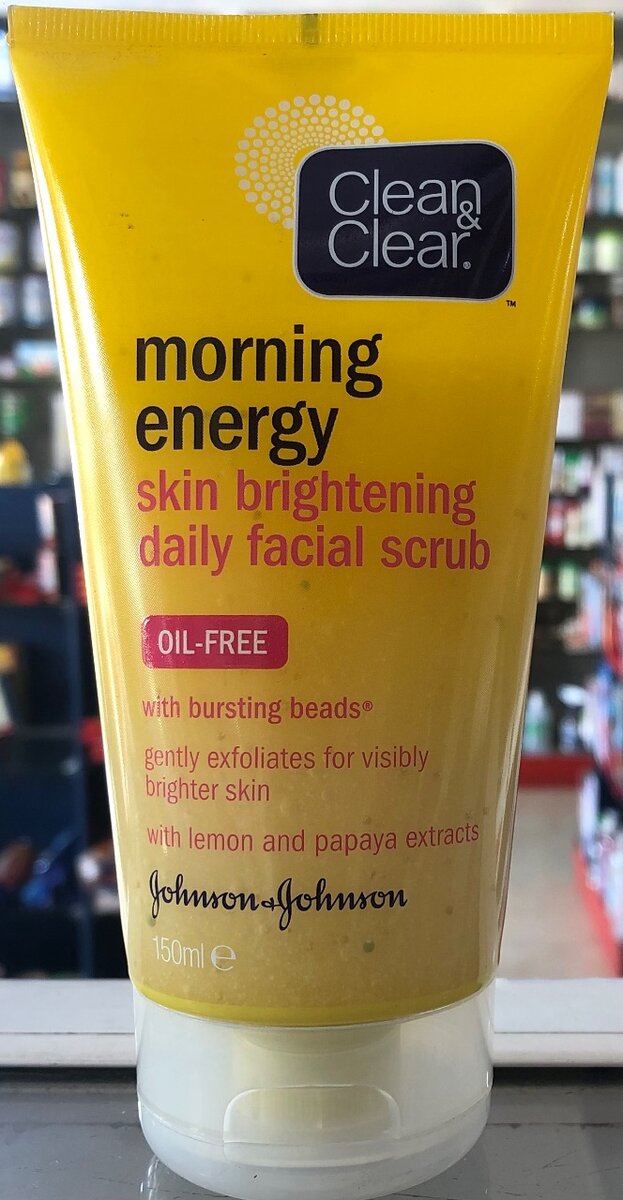 Clean
&
Clear®
™
morning
energy
skin brightening
daily facial scrub
OIL-FREE
with bursting beads®
gently exfoliates for visibly
brighter skin
with lemon and papaya extracts
Johnson & Johnson
150ml ℮